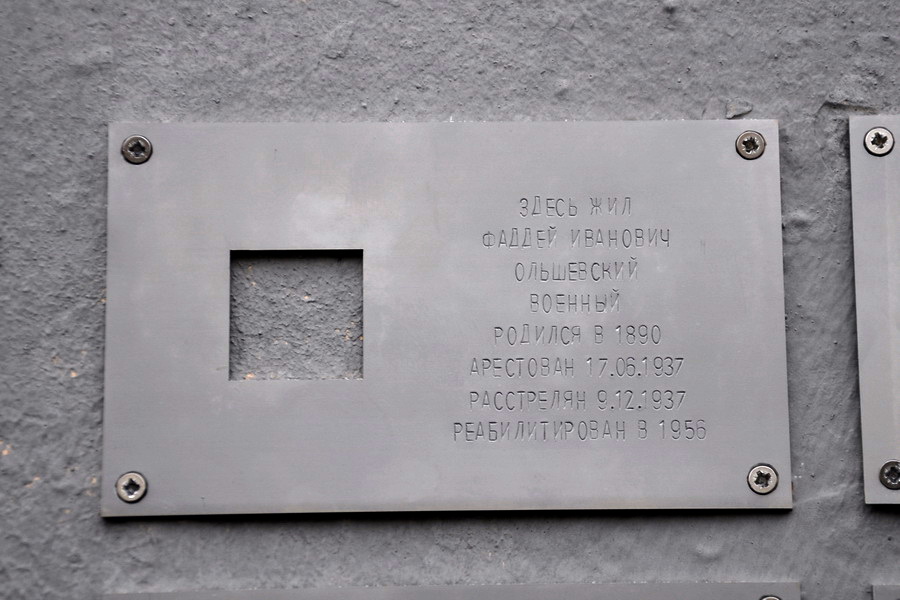 ЗДЕСЬ ЖИЛ
ФАДДЕЙ ИВАНОВИЧ
ОЛЬШЕВСКИЙ
ВОЕННЫЙ
РОДИЛСЯ В 1890
АРЕСТОВАН 17.06.1937
РАССТРЕЛЯН 9.12.1937
РЕАБИЛИТИРОВАН В 1956